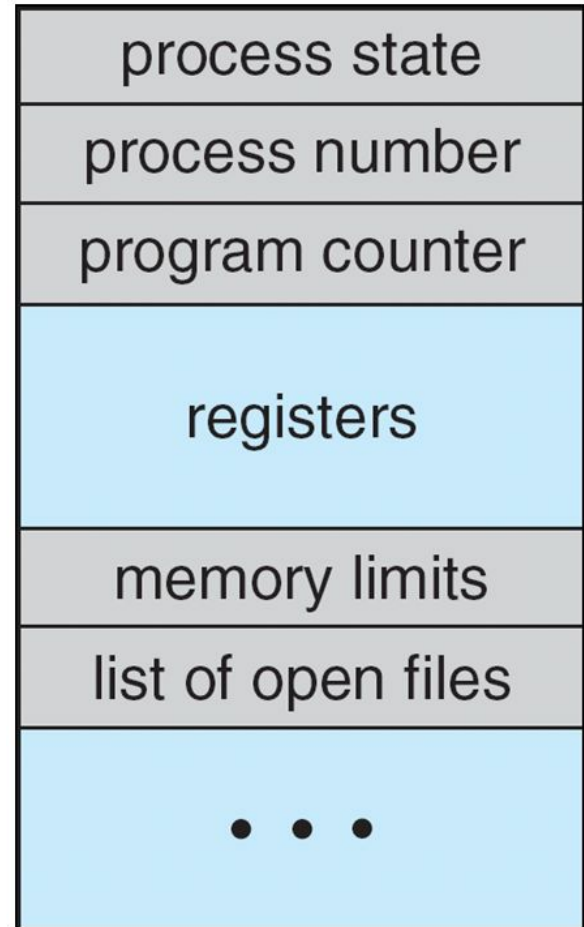 process state
process number
program counter
registers
memory limits
list of open files
• • •